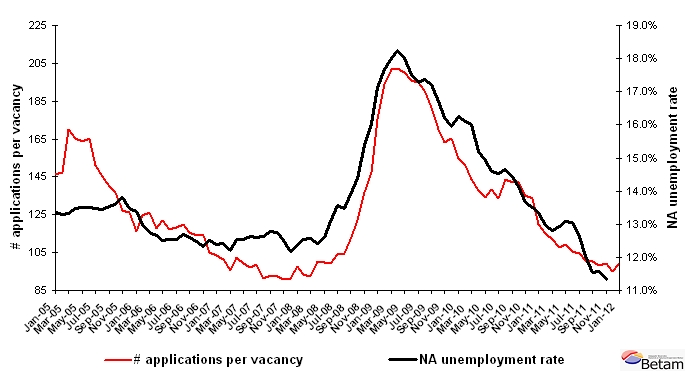 225
205
185
165
145
125
105
85
# applications per vacancy
19.0%
18.0%
17.0%
16.0%
15.0%
14.0%
13.0%
12.0%
11.0%
NA unemployment rate
Jan-05
Mar-05
May-05
Jul-05
Sep-05
Nov-05
Jan-06
Mar-06
May-06
Jul-06
Sep-06
Nov-06
Jan-07
Mar-07
May-07
Jul-07
Sep-07
Nov-07
Jan-08
Mar-08
May-08
Jul-08
Sep-08
Nov-08
Jan-09
Mar-09
May-09
Jul-09
Sep-09
Nov-09
Jan-10
Mar-10
May-10
Jul-10
Sep-10
Nov-10
Jan-11
Mar-11
May-11
Jul-11
Sep-11
Nov-11
Jan-12
# applications per vacancy
NA unemployment rate
Betam